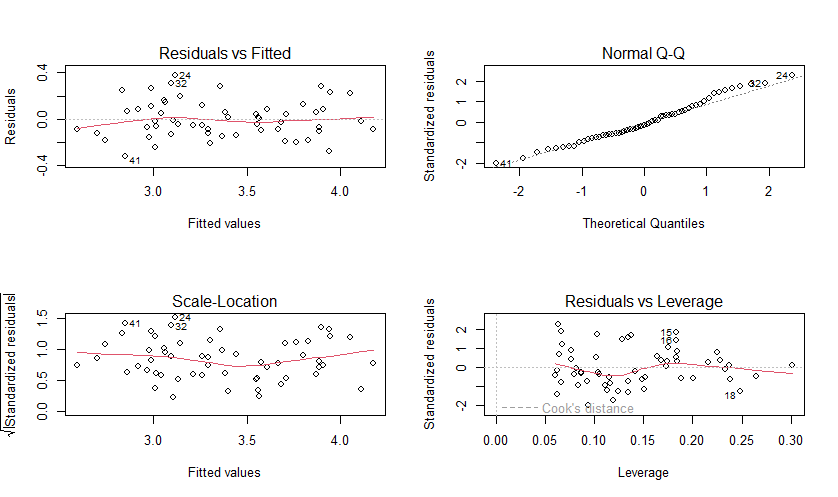 Residuals vs Fitted
Residuals
0.4
0.0
-0.4
24
32
41
3.0 3.5 4.0
Fitted values
Normal Q-Q
Standardized residuals
2
1
0
-2
41
32
24
-2 -1 0 1 2
Theoretical Quantiles
Scale-Location
√|Standardized residuals|
1.5
1.0
0.5
0.0
41
24
32
3.0 3.5 4.0
Fitted values
Residuals vs Leverage
Standardized residuals
2
1
0
-2
15
16
18
Cook's distance
0.00 0.05 0.10 0.15 0.20 0.25 0.30
Leverage